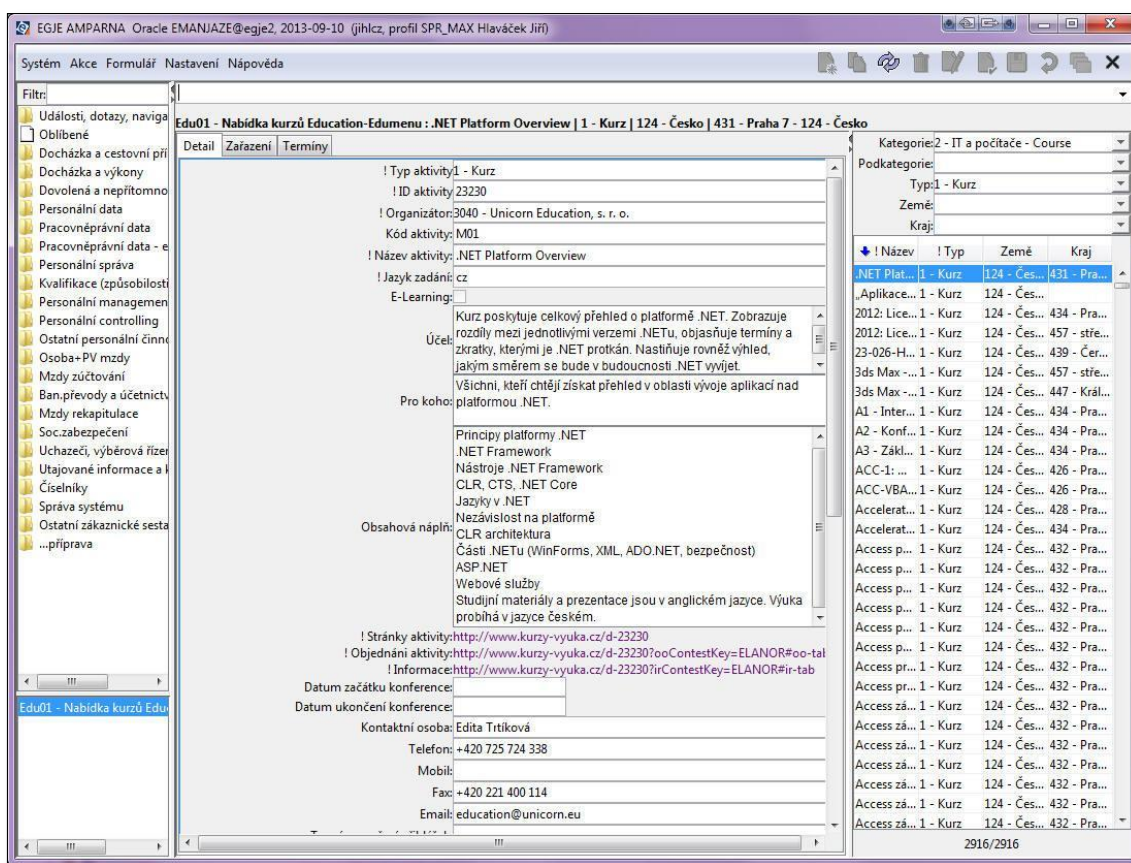 EGJE AMPARNA Oracle EMANJAZE@egje2, 2013-09-10 (jihlcz, profil SPR_MAX Hlaváček Jiří)
Systém Akce Formulář Nastavení Nápověda
Filtr:
Události, dotazy, naviga
Oblíbené
Docházka a cestovní pří
Docházka a výkony
Dovolená a nepřítomno
Personální data
Pracovněprávní data
Pracovněprávní data - e
Personální správa
Kvalifikace (způsobilosti
Personální managemen
Personální controlling
Ostatní personální činno
Osoba+PV mzdy
Mzdy zúčtování
Ban.převody a účetnictv
Mzdy rekapitulace
Soc.zabezpečení
Uchazeči, výběrová řízer
Utajované informace a k
Číselníky
Správa systému
Ostatní zákaznické sesta
...příprava
Edu01 - Nabídka kurzů Edu
Edu01 - Nabídka kurzů Education-Edumenu : .NET Platform Overview | 1 - Kurz | 124 - Česko | 431 - Praha 7 - 124 - Česko
Detail Zařazení Termíny
! Typ aktivity 1 - Kurz
! ID aktivity 23230
! Organizátor: 3040 - Unicorn Education, s. r. o.
Kód aktivity: M01
! Název aktivity: .NET Platform Overview
! Jazyk zadání: cz
E-Learning:
Účel: Kurz poskytuje celkový přehled o platformě .NET. Zobrazuje
rozdíly mezi jednotlivými verzemi .NETu, objasňuje termíny a
zkratky, kterými je .NET protkán. Nastiňuje rovněž výhled,
jakým směrem se bude v budoucnosti .NET vyvíjet.
Pro koho: Všichni, kteří chtějí získat přehled v oblasti vývoje aplikací nad
platformou .NET.
Obsahová náplň: Principy platformy .NET
.NET Framework
Nástroje .NET Framework
CLR, CTS, .NET Core
Jazyky v .NET
Nezávislost na platformě
CLR architektura
Části .NETu (WinForms, XML, ADO.NET, bezpečnost)
ASP.NET
Webové služby
Studijní materiály a prezentace jsou v anglickém jazyce. Výuka
probíhá v jazyce českém.
! Stránky aktivity: http://www.kurzy-vyuka.cz/d-23230
! Objednáni aktivity: http://www.kurzy-vyuka.cz/d-23230?ooContestKey=ELANOR#oo-tab
! Informace: http://www.kurzy-vyuka.cz/d-23230?irContestKey=ELANOR#ir-tab
Datum začátku konference:
Datum ukončení konference:
Kontaktní osoba: Edita Trtíková
Telefon: +420 725 724 338
Mobil:
Fax: +420 221 400 114
Email: education@unicorn.eu
Kategorie: 2 - IT a počítače - Course
Podkategorie:
Typ: 1 - Kurz
Země:
Kraj:
! Název ! Typ Země Kraj
.NET Plat... 1 - Kurz 124 - Čes... 431 - Pra...
„Aplikace... 1 - Kurz 124 - Čes...
2012: Lice... 1 - Kurz 124 - Čes... 434 - Pra...
2012: Lice... 1 - Kurz 124 - Čes... 457 - stře...
23-026-H... 1 - Kurz 124 - Čes... 439 - Čer...
3ds Max -... 1 - Kurz 124 - Čes... 457 - stře...
3ds Max -... 1 - Kurz 124 - Čes... 447 - Král...
A1 - Inter... 1 - Kurz 124 - Čes... 434 - Pra...
A2 - Konf... 1 - Kurz 124 - Čes... 434 - Pra...
A3 - Zákl... 1 - Kurz 124 - Čes... 434 - Pra...
ACC-1: ... 1 - Kurz 124 - Čes... 426 - Pra...
ACC-VBA... 1 - Kurz 124 - Čes... 426 - Pra...
Accelerat... 1 - Kurz 124 - Čes... 428 - Pra...
Accelerat... 1 - Kurz 124 - Čes... 434 - Pra...
Access p... 1 - Kurz 124 - Čes... 432 - Pra...
Access p... 1 - Kurz 124 - Čes... 432 - Pra...
Access p... 1 - Kurz 124 - Čes... 432 - Pra...
Access p... 1 - Kurz 124 - Čes... 432 - Pra...
Access p... 1 - Kurz 124 - Čes... 432 - Pra...
Access p... 1 - Kurz 124 - Čes... 432 - Pra...
Access pr... 1 - Kurz 124 - Čes... 432 - Pra...
Access pr... 1 - Kurz 124 - Čes... 432 - Pra...
Access zá... 1 - Kurz 124 - Čes... 432 - Pra...
Access zá... 1 - Kurz 124 - Čes... 432 - Pra...
Access zá... 1 - Kurz 124 - Čes... 432 - Pra...
Access zá... 1 - Kurz 124 - Čes... 432 - Pra...
Access zá... 1 - Kurz 124 - Čes... 432 - Pra...
Access zá... 1 - Kurz 124 - Čes... 432 - Pra...
Access zá... 1 - Kurz 124 - Čes... 432 - Pra...
2916/2916